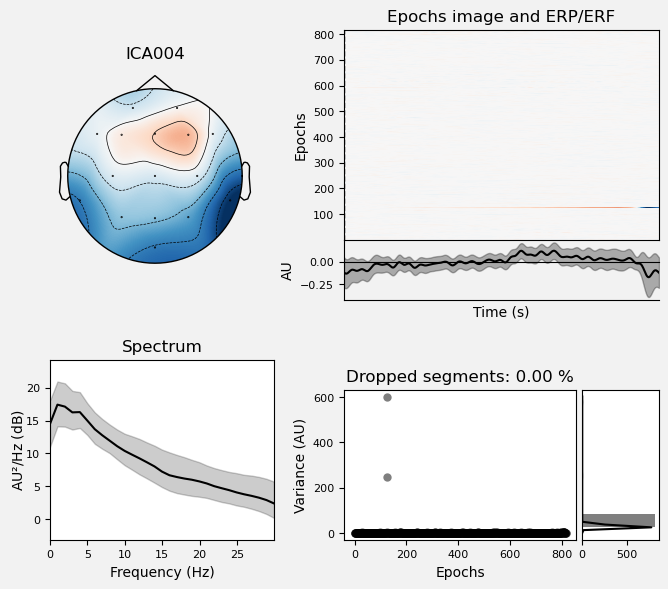 ICA004
Epochs image and ERP/ERF
Epochs
800
700
600
500
400
300
200
100
AU
0.00
−0.25
Time (s)
Spectrum
AU²/Hz (dB)
20
15
10
5
0
0 5 10 15 20 25
Frequency (Hz)
Dropped segments: 0.00 %
Variance (AU)
600
400
200
0
0 200 400 600 800
Epochs
0 500